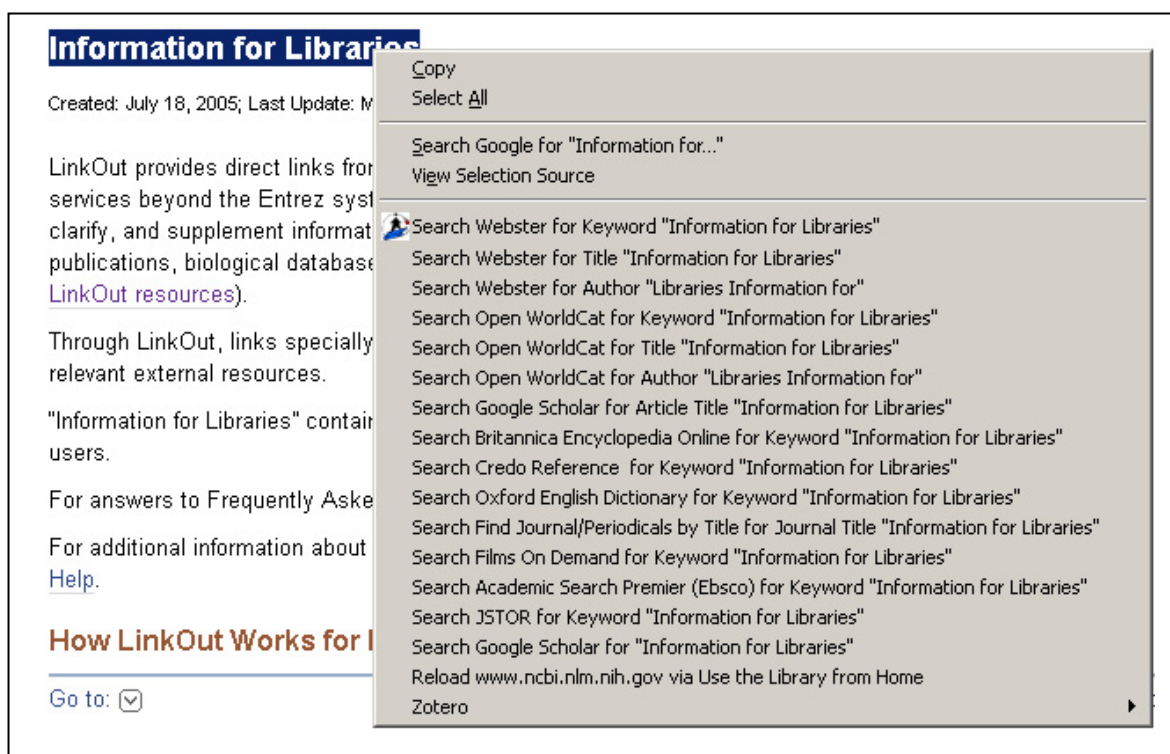 Information for Libraries
Created: July 18, 2005; Last Update: M
LinkOut provides direct links from
services beyond the Entrez syst
clarify, and supplement informat
publications, biological database
LinkOut resources).
Through LinkOut, links specially
relevant external resources.
"Information for Libraries" contain
users.
For answers to Frequently Aske
For additional information about
Help.
How LinkOut Works for
Go to:
Copy
Select All
Search Google for "Information for..."
View Selection Source
Search Webster for Keyword "Information for Libraries"
Search Webster for Title "Information for Libraries"
Search Webster for Author "Libraries Information for"
Search Open WorldCat for Keyword "Information for Libraries"
Search Open WorldCat for Title "Information for Libraries"
Search Open WorldCat for Author "Libraries Information for"
Search Google Scholar for Article Title "Information for Libraries"
Search Britannica Encyclopedia Online for Keyword "Information for Libraries"
Search Credo Reference for Keyword "Information for Libraries"
Search Oxford English Dictionary for Keyword "Information for Libraries"
Search Find Journal/Periodicals by Title for Journal Title "Information for Libraries"
Search Films On Demand for Keyword "Information for Libraries"
Search Academic Search Premier (Ebsco) for Keyword "Information for Libraries"
Search JSTOR for Keyword "Information for Libraries"
Search Google Scholar for "Information for Libraries"
Reload www.ncbi.nlm.nih.gov via Use the Library from Home
Zotero